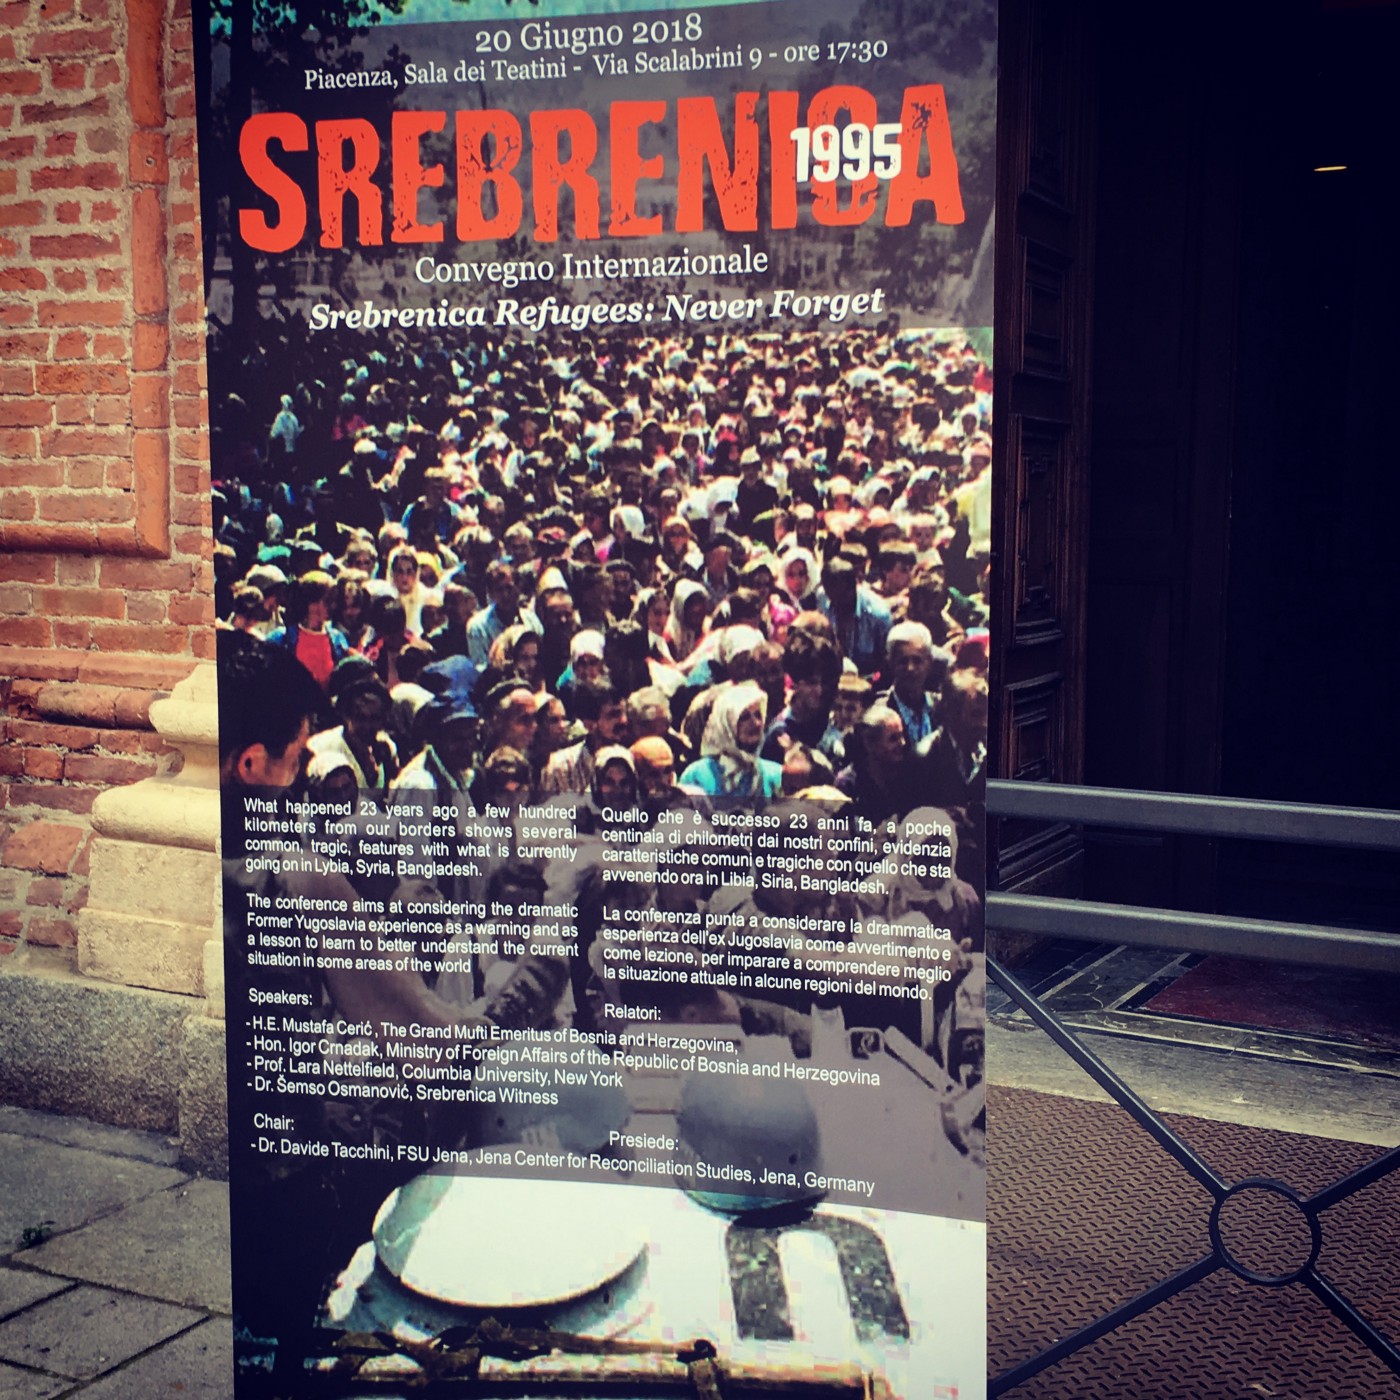 20 Giugno 2018
Piacenza, Sala dei Teatini - Via Scalabrini 9 - ore 17:30
SREBRENICA
1995
Convegno Internazionale
Srebrenica Refugees: Never Forget
What happened 23 years ago a few hundred
kilometers from our borders shows several
common, tragic, features with what is currently
going on in Lybia, Syria, Bangladesh.
The conference aims at considering the dramatic
Former Yugoslavia experience as a warning and as
a lesson to learn to better understand the current
situation in some areas of the world
Quello che è successo 23 anni fa, a poche
centinaia di chilometri dai nostri confini, evidenzia
caratteristiche comuni e tragiche con quello che sta
avvenendo ora in Libia, Siria, Bangladesh.
La conferenza punta a considerare la drammatica
esperienza dell'ex Jugoslavia come avvertimento e
come lezione, per imparare a comprendere meglio
la situazione attuale in alcune regioni del mondo.
Speakers:
Relatori:
- H.E. Mustafa Cerić, The Grand Mufti Emeritus of Bosnia and Herzegovina,
- Hon. Igor Crnadak, Ministry of Foreign Affairs of the Republic of Bosnia and Herzegovina
- Prof. Lara Nettelfield, Columbia University, New York
- Dr. Šemso Osmanović, Srebrenica Witness
Chair:
Presiede:
- Dr. Davide Tacchini, FSU Jena, Jena Center for Reconciliation Studies, Jena, Germany